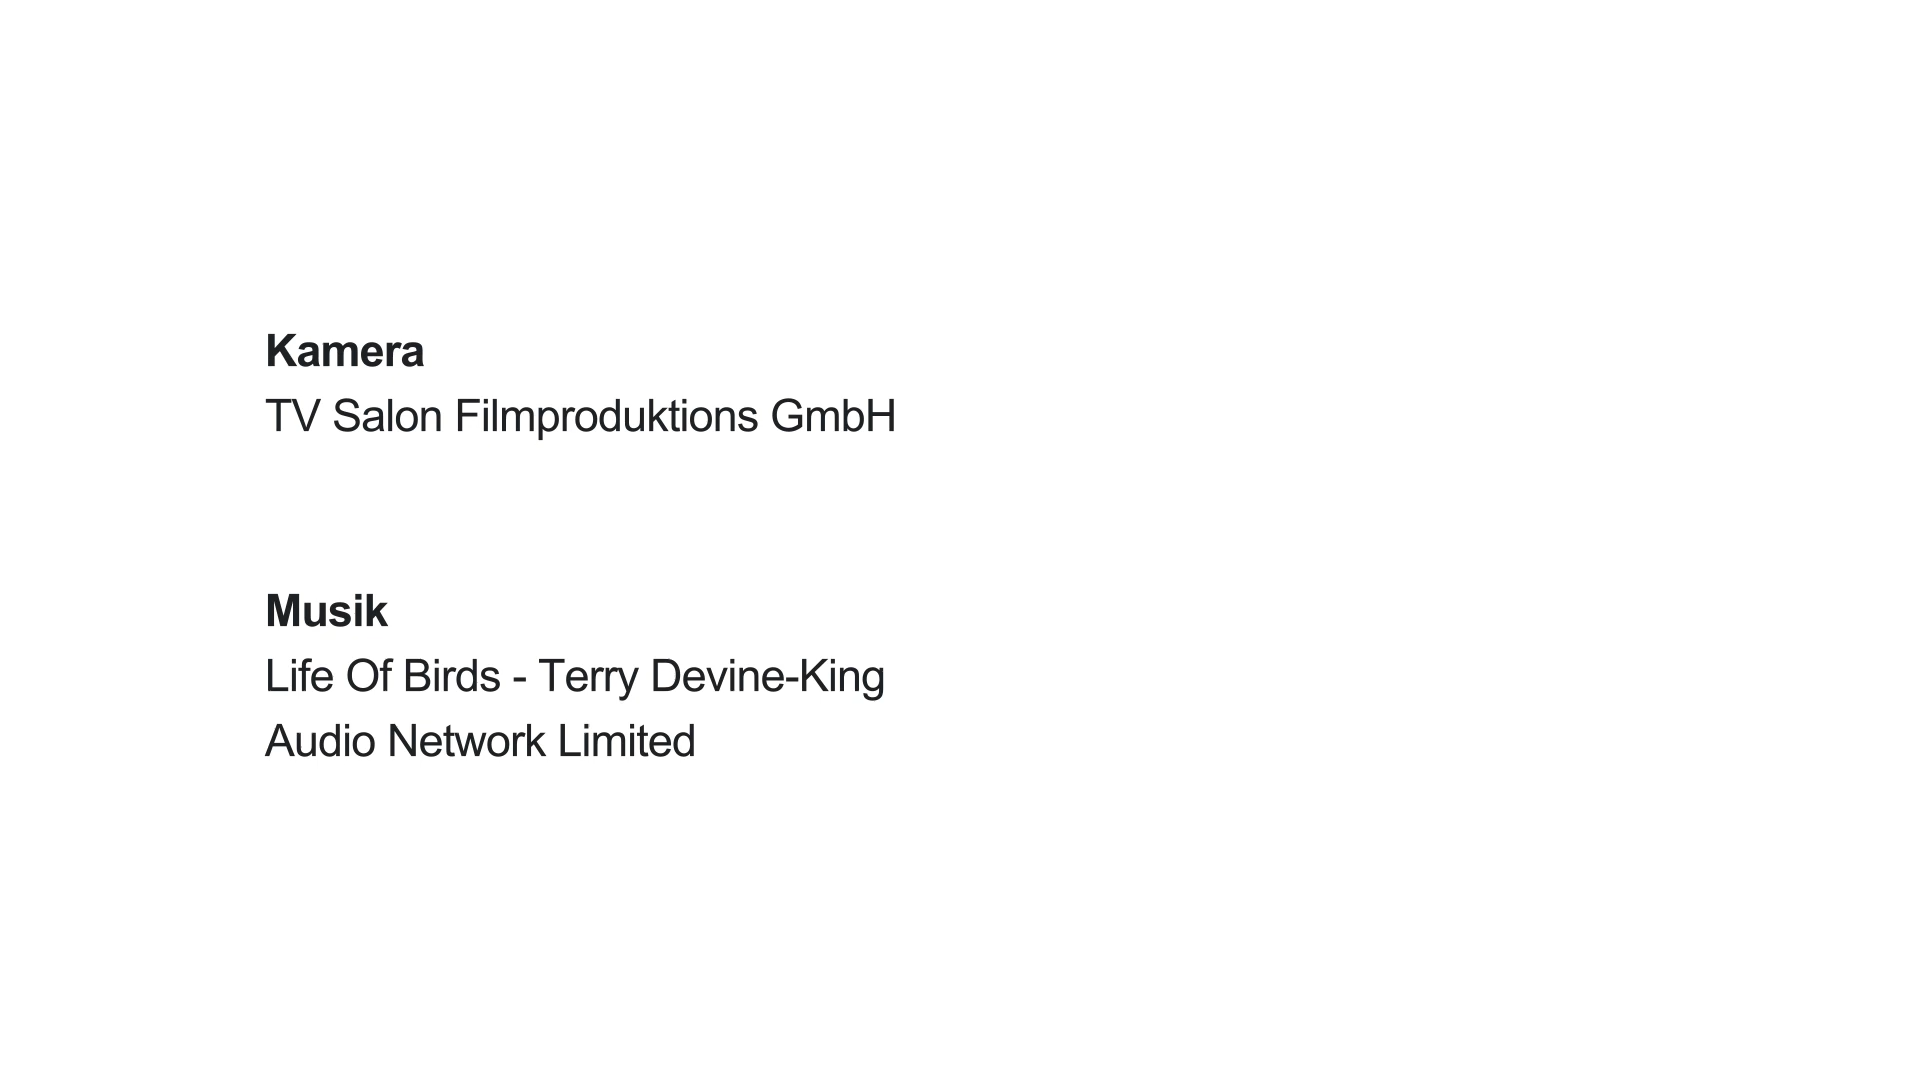 Kamera
TV Salon Filmproduktions GmbH
Musik
Life Of Birds - Terry Devine-King
Audio Network Limited